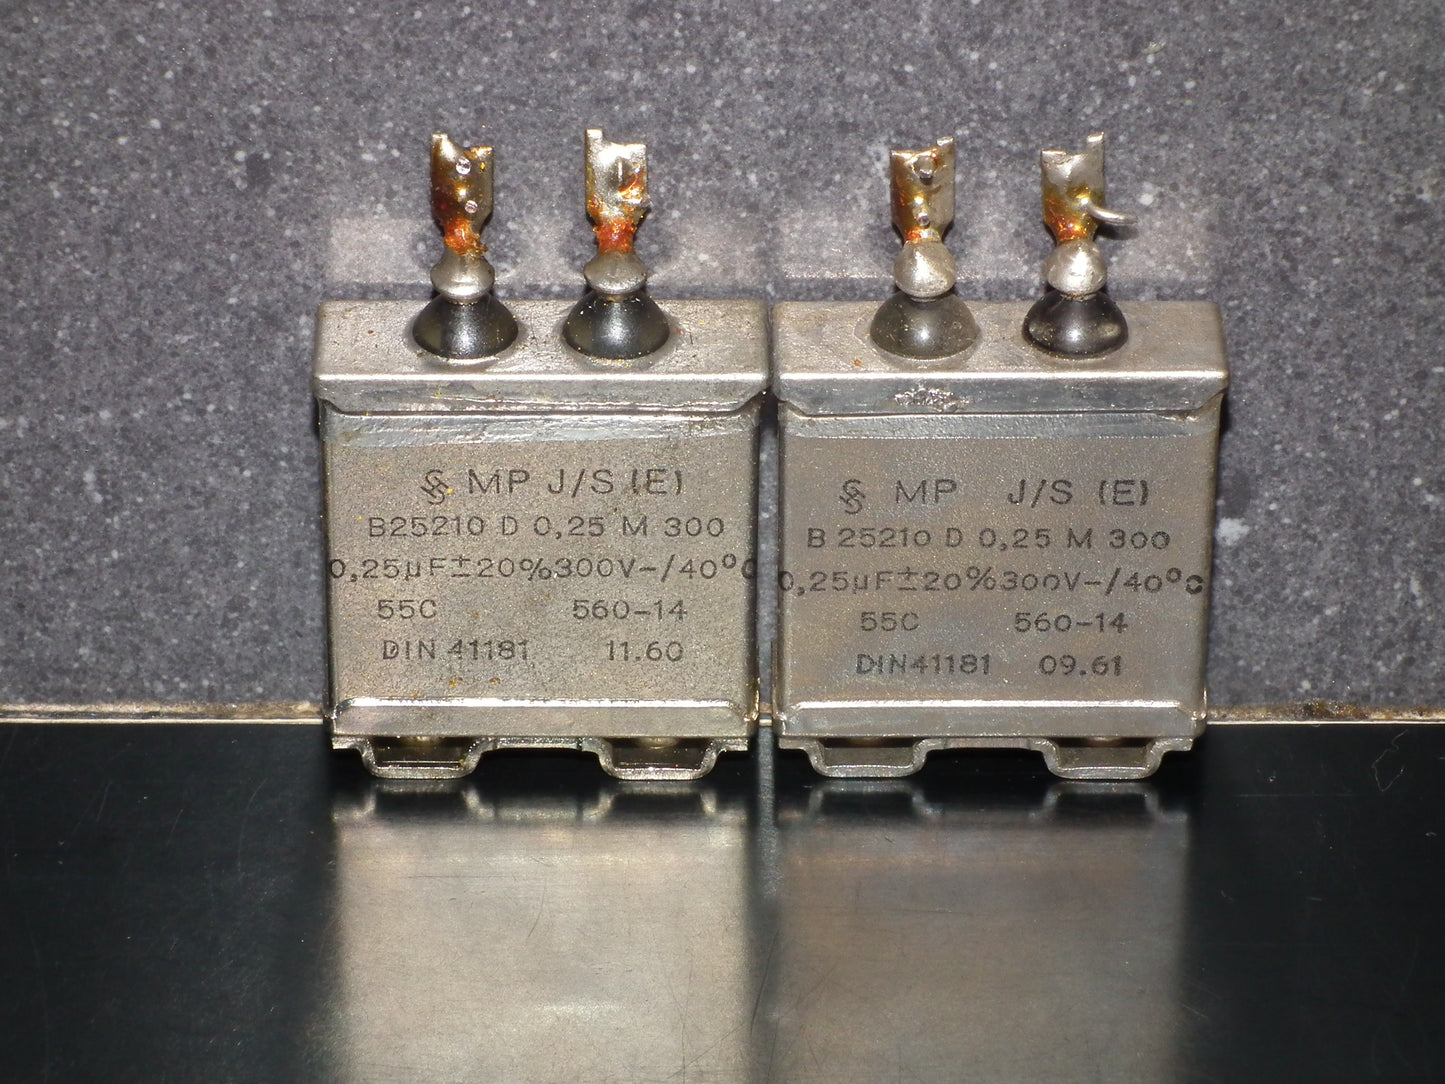 MP J/S (E)
B25210 D 0,25 M 300
0,25µF±20%300V-/40°C
55C 560-14
DIN 41181 11.60
MP J/S (E)
B 25210 D 0,25 M 300
0,25µF±20%300V-/40°C
55C 560-14
DIN41181 09.61